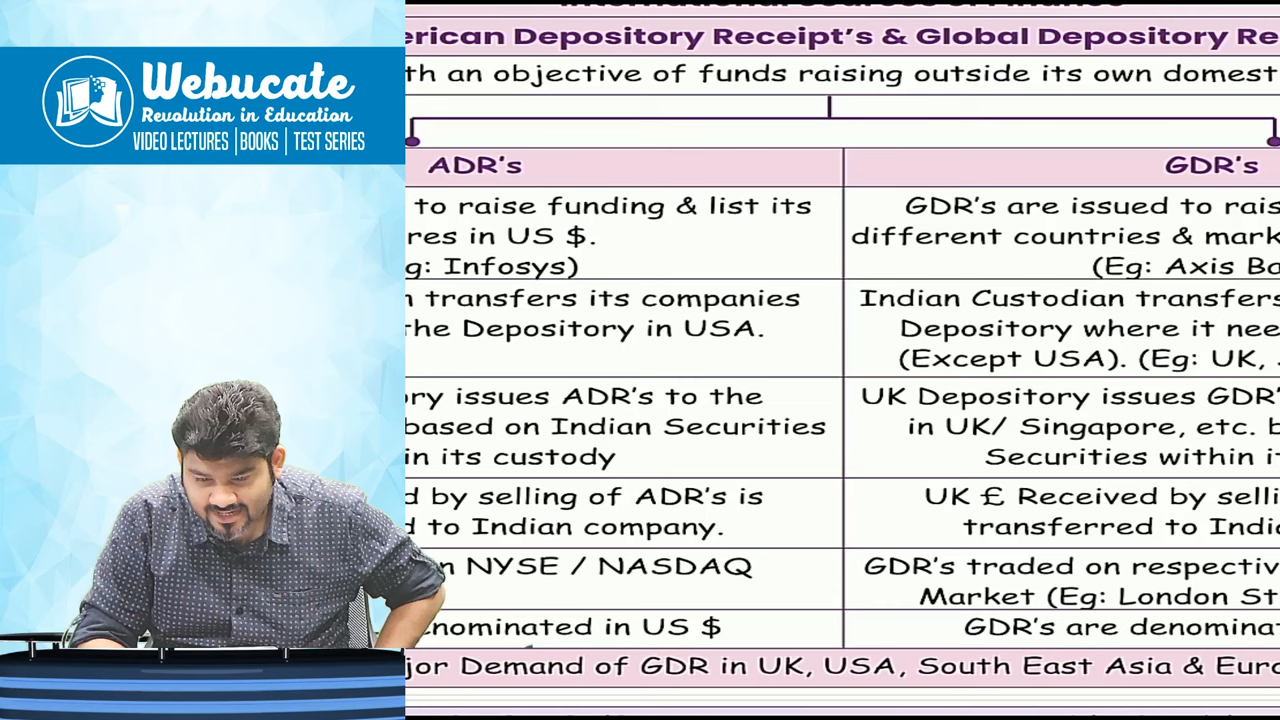 Webucate
Revolution in Education
VIDEO LECTURES | BOOKS | TEST SERIES
International Sources of Finance
erican Depository Receipt's & Global Depository Re
th an objective of funds raising outside its own domest
ADR's
to raise funding & list its
res in US $.
g: Infosys)
transfers its companies
the Depository in USA.
ory issues ADR's to the
based on Indian Securities
in its custody
d by selling of ADR's is
d to Indian company.
n NYSE / NASDAQ
enominated in US $
GDR's
GDR's are issued to rais
different countries & mark
(Eg: Axis Ba
Indian Custodian transfers
Depository where it nee
(Except USA). (Eg: UK,
UK Depository issues GDR'
in UK/ Singapore, etc. b
Securities within i
UK £ Received by selli
transferred to Indi
GDR's traded on respectiv
Market (Eg: London St
GDR's are denomina
jor Demand of GDR in UK, USA, South East Asia & Euro